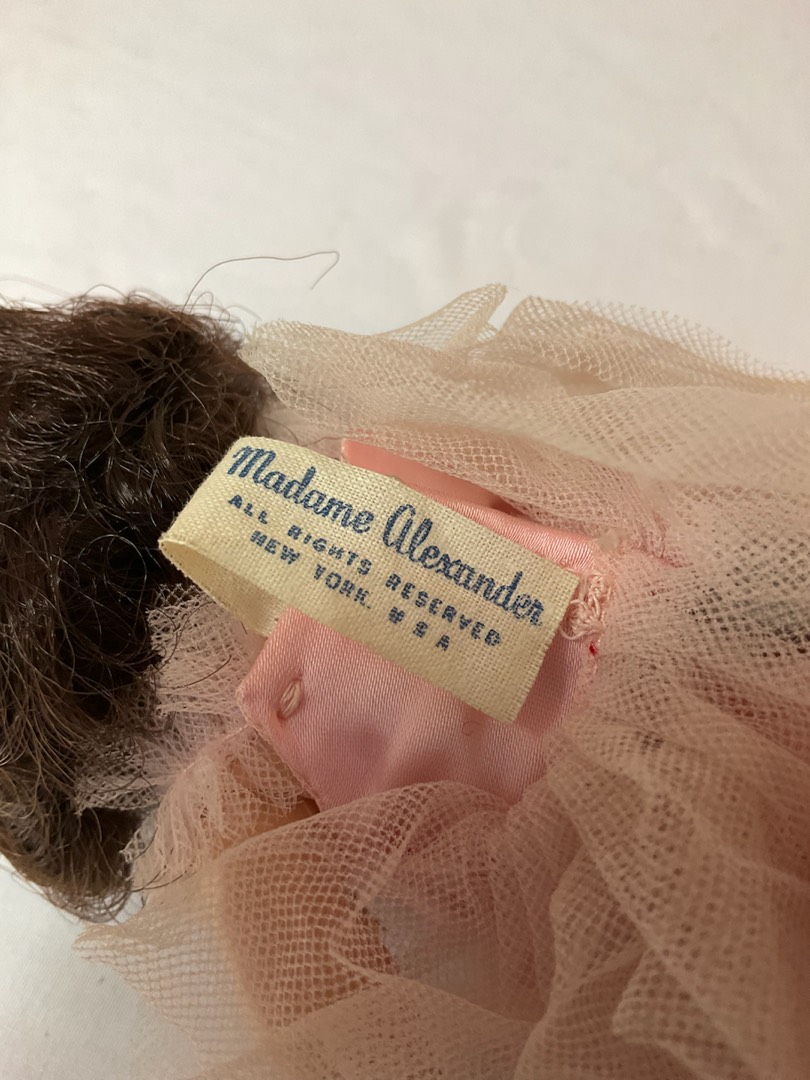 Madame Alexander
ALL RIGHTS RESERVED
NEW YORK, U S A